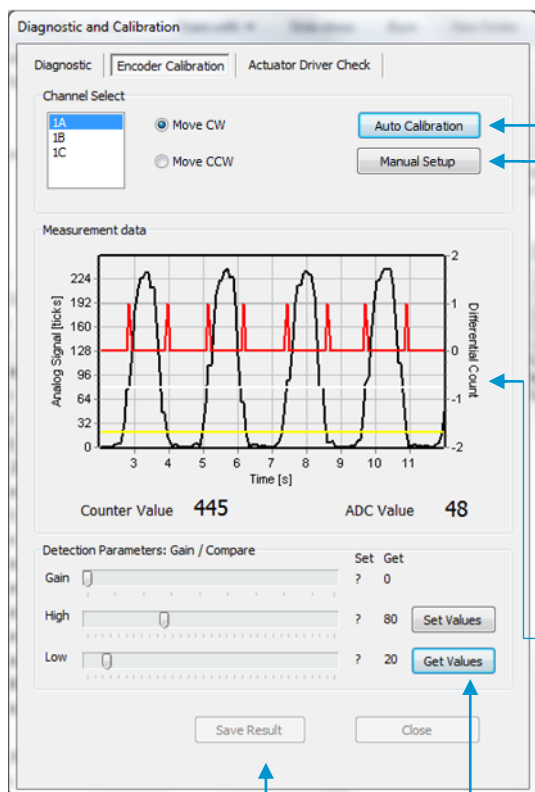 Diagnostic and Calibration
Diagnostic Encoder Calibration Actuator Driver Check
Channel Select
1A
1B
1C
Move CW
Move CCW
Auto Calibration
Manual Setup
Measurement data
Analog Signal [ticks]
224
192
160
128
96
64
32
0
2
1
0
-1
-2
Differential Count
3 4 5 6 7 8 9 10 11
Time [s]
Counter Value 445 ADC Value 48
Detection Parameters: Gain / Compare
Set Get
Gain ? 0
High ? 80 Set Values
Low ? 20 Get Values
Save Result Close